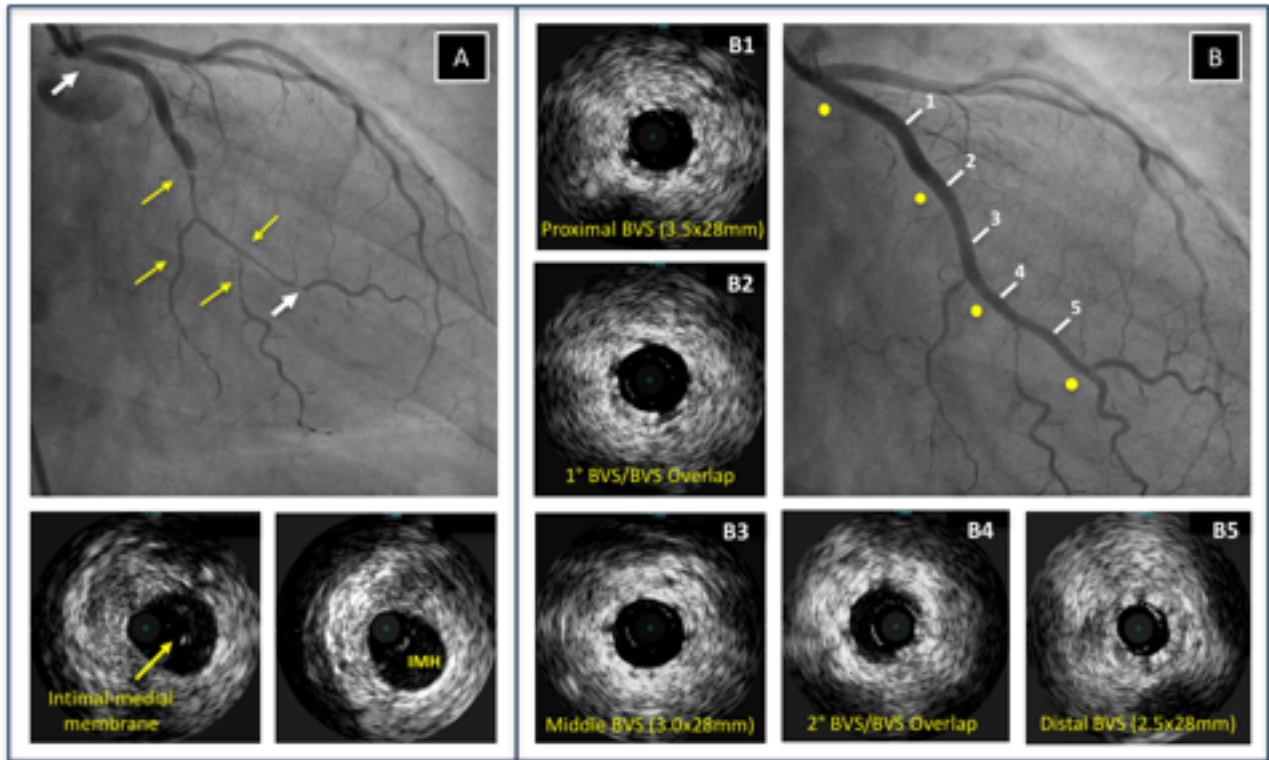 A
Intimal-medial
membrane
IMH
B1
Proximal BVS (3.5x28mm)
B2
1° BVS/BVS Overlap
B
1
2
3
4
5
B3
Middle BVS (3.0x28mm)
B4
2° BVS/BVS Overlap
B5
Distal BVS (2.5x28mm)